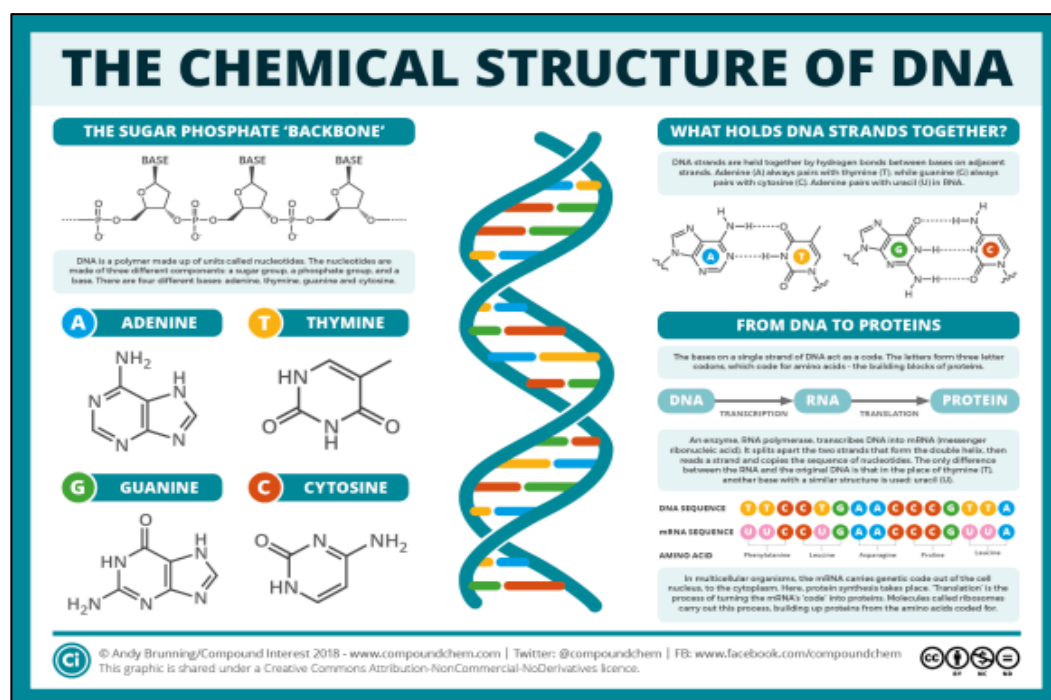 THE CHEMICAL STRUCTURE OF DNA
THE SUGAR PHOSPHATE ‘BACKBONE’
BASE BASE BASE
O O O
O P O O P O O P O O
O- O- O-
DNA is a polymer made up of units called nucleotides. The nucleotides are
made of three different components: a sugar group, a phosphate group, and a
base. There are four different bases: adenine, thymine, guanine and cytosine.
A ADENINE
NH2
H
N N
N N
T THYMINE
HN
O N O
H
G GUANINE
O
H
HN N
H2N N N
C CYTOSINE
O N NH2
HN
WHAT HOLDS DNA STRANDS TOGETHER?
DNA strands are held together by hydrogen bonds between bases on adjacent
strands. Adenine (A) always pairs with thymine (T), while guanine (G) always
pairs with cytosine (C). Adenine pairs with uracil (U) in RNA.
A T G C
FROM DNA TO PROTEINS
The bases on a single strand of DNA act as a code. The letters form three letter
codons, which code for amino acids - the building blocks of proteins.
DNA RNA PROTEIN
TRANSCRIPTION TRANSLATION
An enzyme, RNA polymerase, transcribes DNA into mRNA (messenger
ribonucleic acid). It splits apart the two strands that form the double helix, then
reads a strand and copies the sequence of nucleotides. The only difference
between the RNA and the original DNA is that in the place of thymine (T),
another base with a similar structure is used: uracil (U).
DNA SEQUENCE T T C C T G A A C C C G T T A
mRNA SEQUENCE U U C C U G A A C C C G U U A
AMINO ACID Phenylalanine Leucine Asparagine Proline Leucine
In multicellular organisms, the mRNA carries genetic code out of the cell
nucleus, to the cytoplasm. Here, protein synthesis takes place. ‘Translation’ is the
process of turning the mRNA’s ‘code’ into proteins. Molecules called ribosomes
carry out this process, building up proteins from the amino acids coded for.
Ci
© Andy Brunning/Compound Interest 2018 - www.compoundchem.com | Twitter: @compoundchem | FB: www.facebook.com/compoundchem
This graphic is shared under a Creative Commons Attribution-NonCommercial-NoDerivatives licence.
cc
BY NC ND